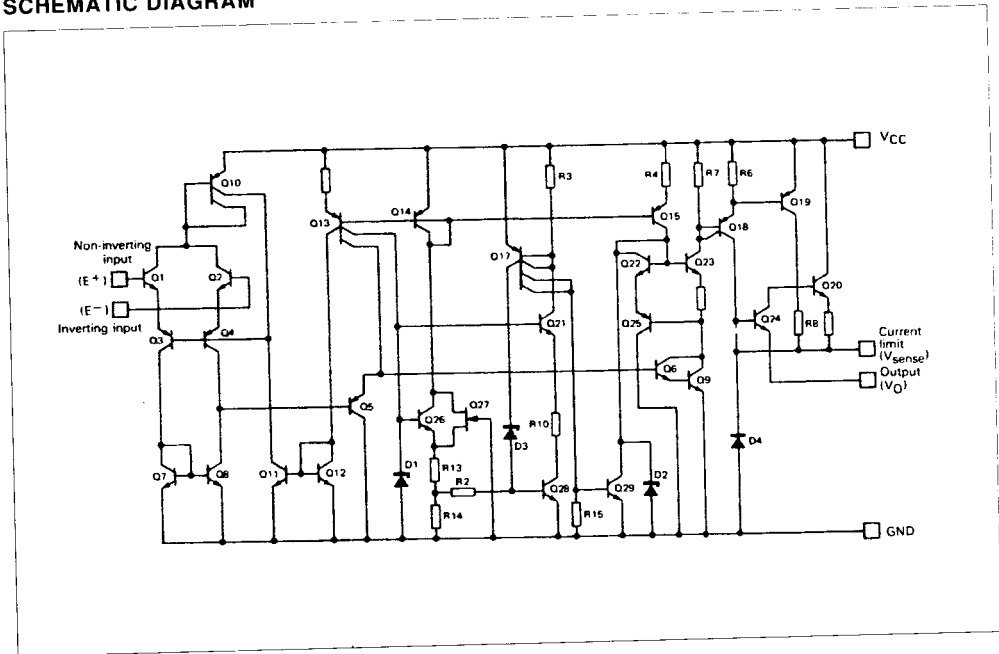 SCHEMATIC DIAGRAM
VCC
Q10
R3
R4
R7
R6
Q13
Q14
Q15
Q18
Q19
Non-inverting
input
(E+)
Q1
Q2
Q17
Q22
Q23
Q20
(E−)
Inverting input
Q3
Q4
Q21
Q25
Q24
R8
Current
limit
(Vsense)
Q6
Q9
Output
(VO)
Q5
Q26
Q27
R10
D3
D4
Q7
Q8
Q11
Q12
D1
R13
R2
R14
Q28
R15
Q29
D2
GND